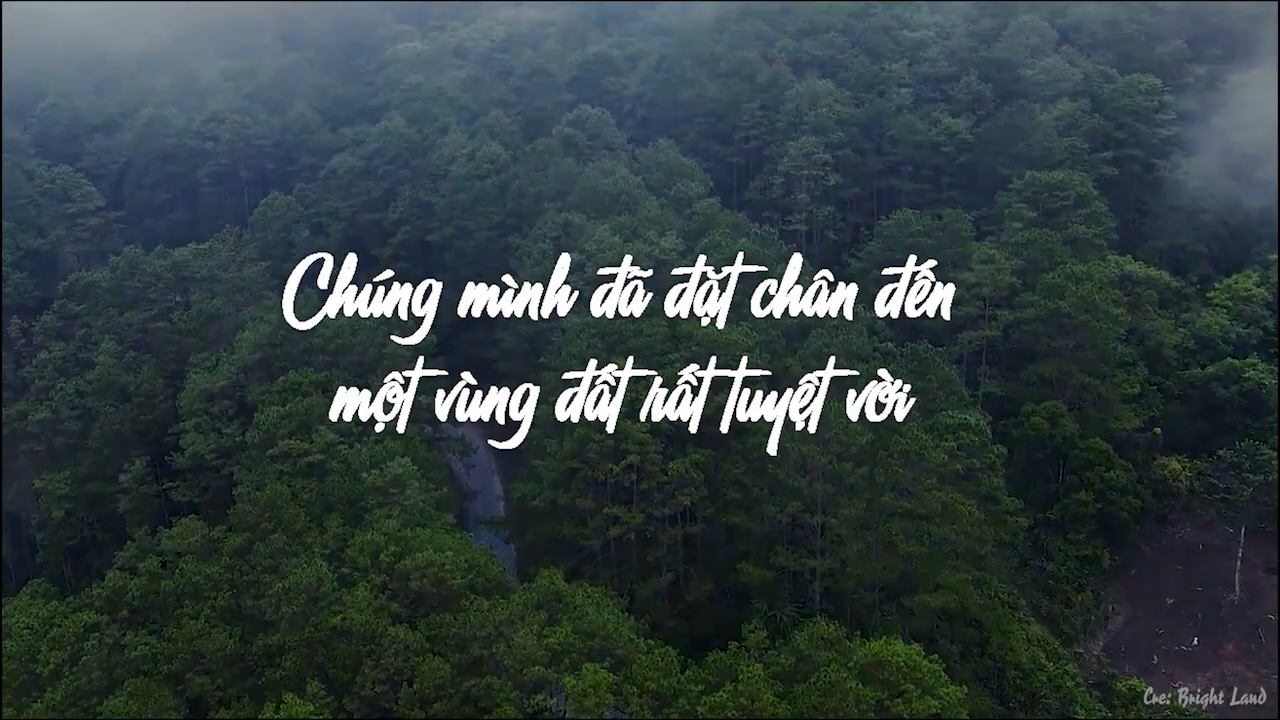 Chúng mình đã đặt chân đến
một vùng đất rất tuyệt vời
Cre: Bright Land